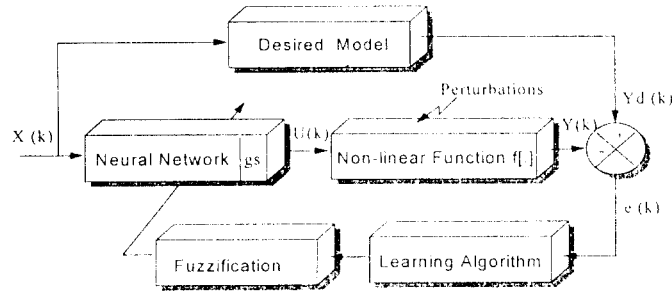 Desired Model
Perturbations
Yd (k)
X (k)
Neural Network gs
U(k)
Non-linear Function f[.]
Y(k)
e (k)
Fuzzification
Learning Algorithm